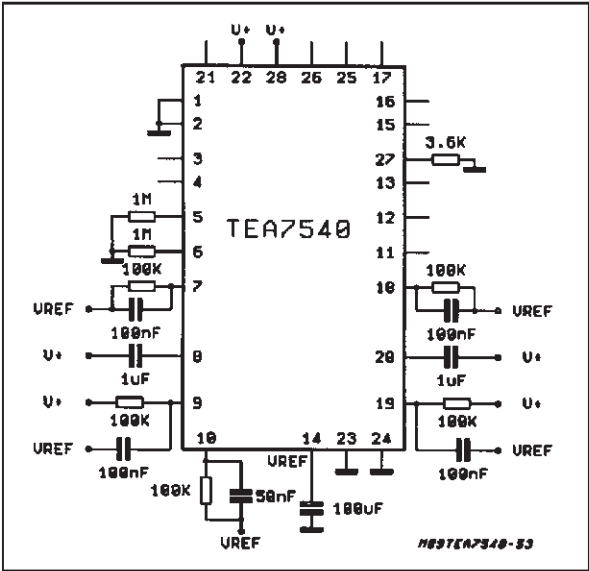 V+ V+
21 22 28 26 25 17
1 16
2 15
3.6K
3 27
4 13
1M
5 12
TEA7540
1M
6 11
100K 100K
7 18
VREF 100nF 100nF VREF
V+ 8 20 V+
1uF 1uF
V+ 9 19 V+
100K 100K
10 14 23 24
VREF VREF VREF
100nF 100nF
100K 50nF 100uF
VREF
M89TEA7540-53